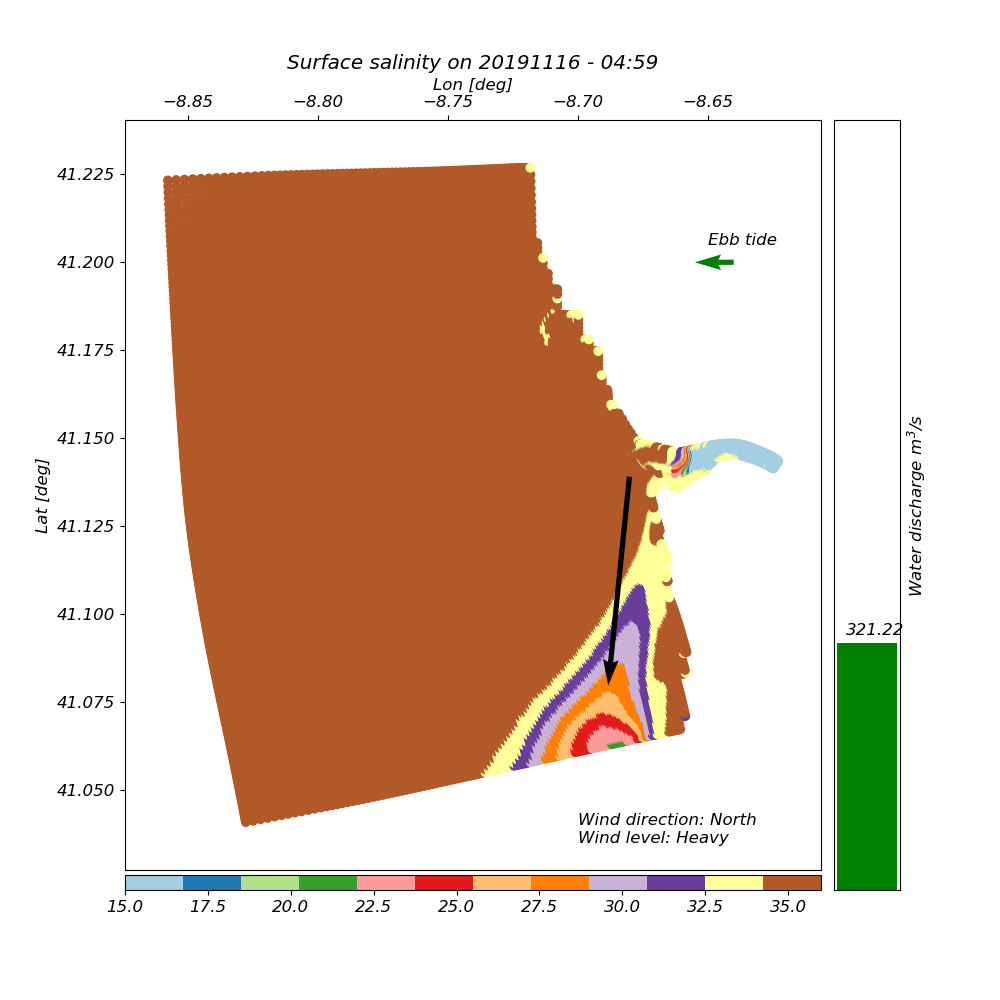 Surface salinity on 20191116 - 04:59
Lon [deg]
−8.85 −8.80 −8.75 −8.70 −8.65
41.225
41.200
41.175
41.150
41.125
41.100
41.075
41.050
Lat [deg]
Ebb tide
Wind direction: North
Wind level: Heavy
321.22
Water discharge m³/s
15.0 17.5 20.0 22.5 25.0 27.5 30.0 32.5 35.0